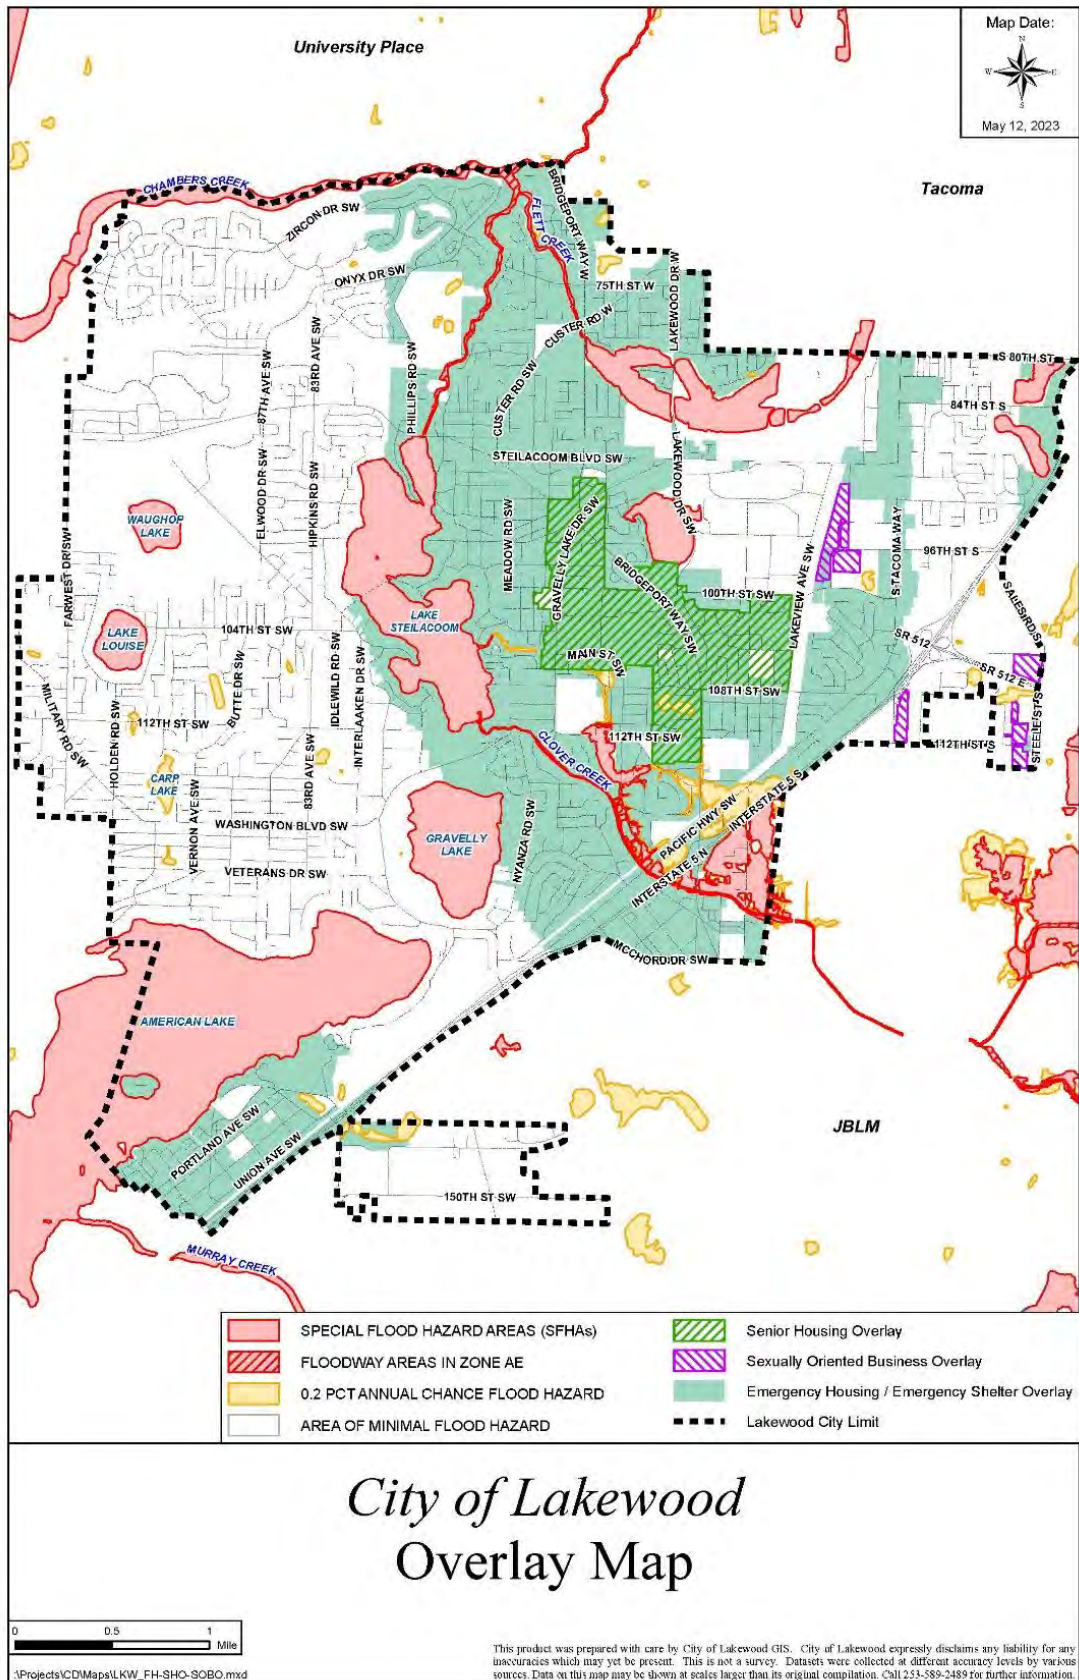 University Place
Map Date:
N
W E
S
May 12, 2023
Tacoma
CHAMBERS CREEK
ZIRCON DR SW
ONYX DR SW
FLETT CREEK
BRIDGEPORT WAY W
75TH ST W
LAKEWOOD DR W
CUSTER RD W
CUSTER RD SW
S 80TH ST
84TH ST S
87TH AVE SW
83RD AVE SW
PHILLIPS RD SW
ELWOOD DR SW
HIPKINS RD SW
STEILACOOM BLVD SW
LAKEWOOD DR SW
MEADOW RD SW
GRAVELLY LAKE DR SW
BRIDGEPORT WAY SW
WAUGHOP
LAKE
FARWEST DR SW
LAKE
LOUISE
104TH ST SW
LAKE
STEILACOOM
100TH ST SW
LAKEVIEW AVE SW
S TACOMA WAY
96TH ST S
SALES RD S
SR 512
SR 512 E
STEELE ST S
112TH ST S
MAIN ST SW
108TH ST SW
112TH ST SW
MILITARY RD SW
HOLDEN RD SW
112TH ST SW
BUTTE DR SW
IDLEWILD RD SW
INTERLAAKEN DR SW
83RD AVE SW
CARP
LAKE
VERNON AVE SW
WASHINGTON BLVD SW
VETERANS DR SW
GRAVELLY
LAKE
CLOVER CREEK
NYANZA RD SW
PACIFIC HWY SW
INTERSTATE 5 S
INTERSTATE 5 N
MCCHORD DR SW
AMERICAN LAKE
PORTLAND AVE SW
UNION AVE SW
150TH ST SW
JBLM
MURRAY CREEK
SPECIAL FLOOD HAZARD AREAS (SFHAs)
FLOODWAY AREAS IN ZONE AE
0.2 PCT ANNUAL CHANCE FLOOD HAZARD
AREA OF MINIMAL FLOOD HAZARD
Senior Housing Overlay
Sexually Oriented Business Overlay
Emergency Housing / Emergency Shelter Overlay
Lakewood City Limit
City of Lakewood
Overlay Map
0 0.5 1
Mile
:\Projects\CD\Maps\LKW_FH-SHO-SOBO.mxd
This product was prepared with care by City of Lakewood GIS. City of Lakewood expressly disclaims any liability for any
inaccuracies which may yet be present. This is not a survey. Datasets were collected at different accuracy levels by various
sources. Data on this map may be shown at scales larger than its original compilation. Call 253-589-2489 for further information.